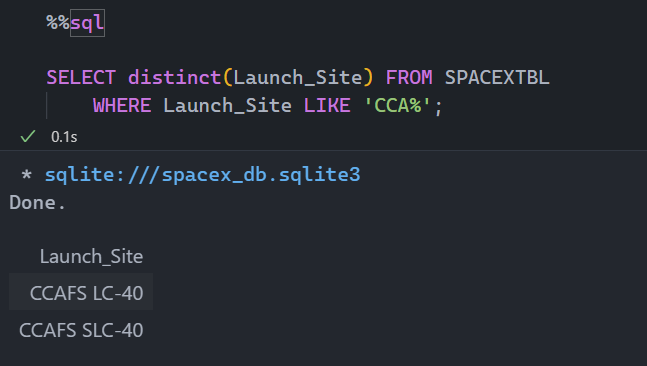 %%sql
SELECT distinct(Launch_Site) FROM SPACEXTBL
WHERE Launch_Site LIKE 'CCA%';
0.1s
* sqlite:///spacex_db.sqlite3
Done.
Launch_Site
CCAFS LC-40
CCAFS SLC-40